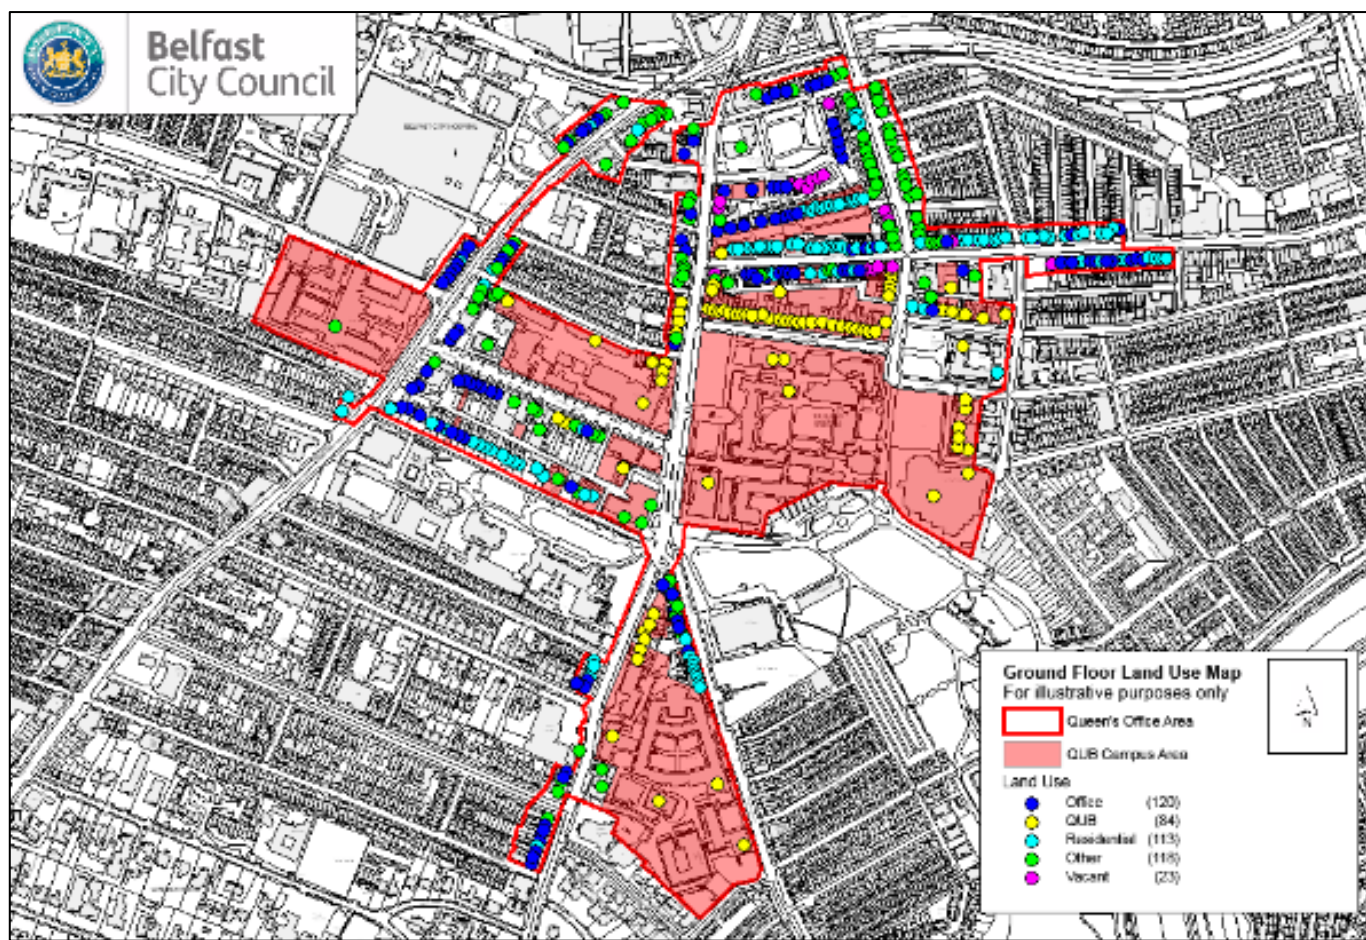 Belfast
City Council
Ground Floor Land Use Map
For illustrative purposes only
Queen's Office Area
QUB Campus Area
N
Land Use
Office (120)
QUB (84)
Residential (113)
Other (118)
Vacant (23)